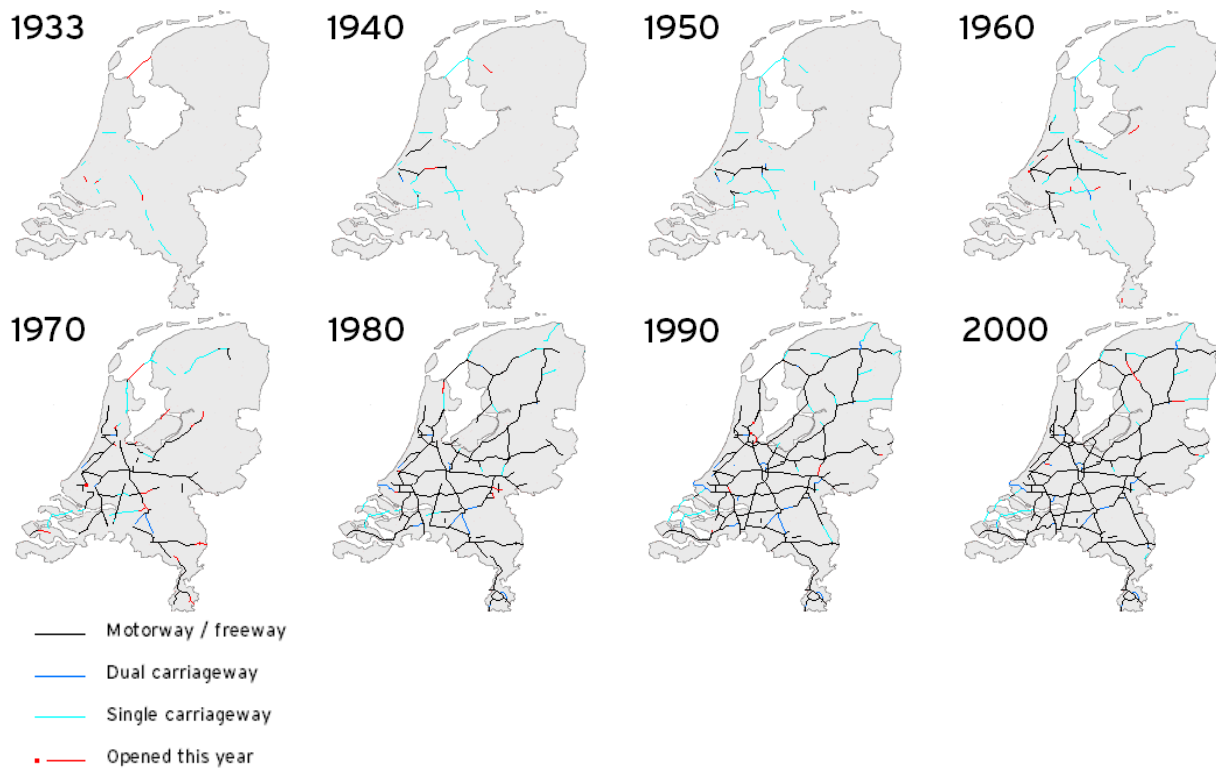 1933
1940
1950
1960
1970
1980
1990
2000
Motorway / freeway
Dual carriageway
Single carriageway
Opened this year